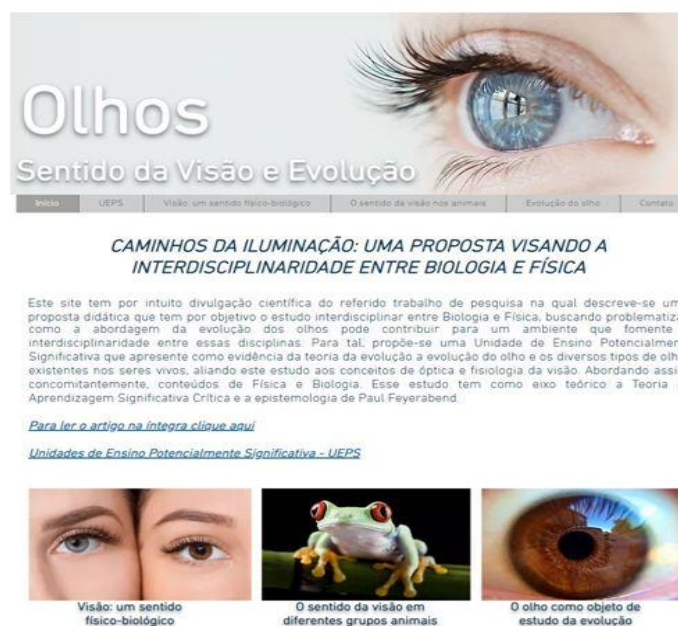 Olhos
Sentido da Visão e Evolução
Início UEPS Visão: um sentido físico-biológico O sentido da visão nos animais Evolução do olho Contato
CAMINHOS DA ILUMINAÇÃO: UMA PROPOSTA VISANDO A
INTERDISCIPLINARIDADE ENTRE BIOLOGIA E FÍSICA
Este site tem por intuito divulgação científica do referido trabalho de pesquisa na qual descreve-se um
proposta didática que tem por objetivo o estudo interdisciplinar entre Biologia e Física, buscando problematiza
como a abordagem da evolução dos olhos pode contribuir para um ambiente que fomente
interdisciplinaridade entre essas disciplinas. Para tal, propõe-se uma Unidade de Ensino Potencialmen
Significativa que apresente como evidência da teoria da evolução a evolução do olho e os diversos tipos de olh
existentes nos seres vivos, aliando este estudo aos conceitos de óptica e fisiologia da visão. Abordando assi
concomitantemente, conteúdos de Física e Biologia. Esse estudo tem como eixo teórico a Teoria
Aprendizagem Significativa Crítica e a epistemologia de Paul Feyerabend.
Para ler o artigo na íntegra clique aqui
Unidades de Ensino Potencialmente Significativa - UEPS
Visão: um sentido
físico-biológico
O sentido da visão em
diferentes grupos animais
O olho como objeto de
estudo da evolução